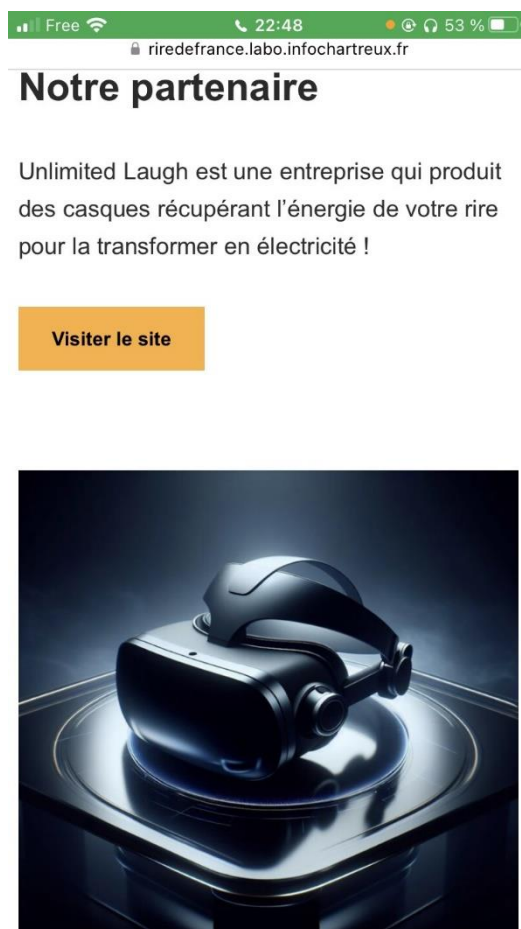 Free 22:48 53 %
riredefrance.labo.infochartreux.fr
Notre partenaire
Unlimited Laugh est une entreprise qui produit
des casques récupérant l’énergie de votre rire
pour la transformer en électricité !
Visiter le site